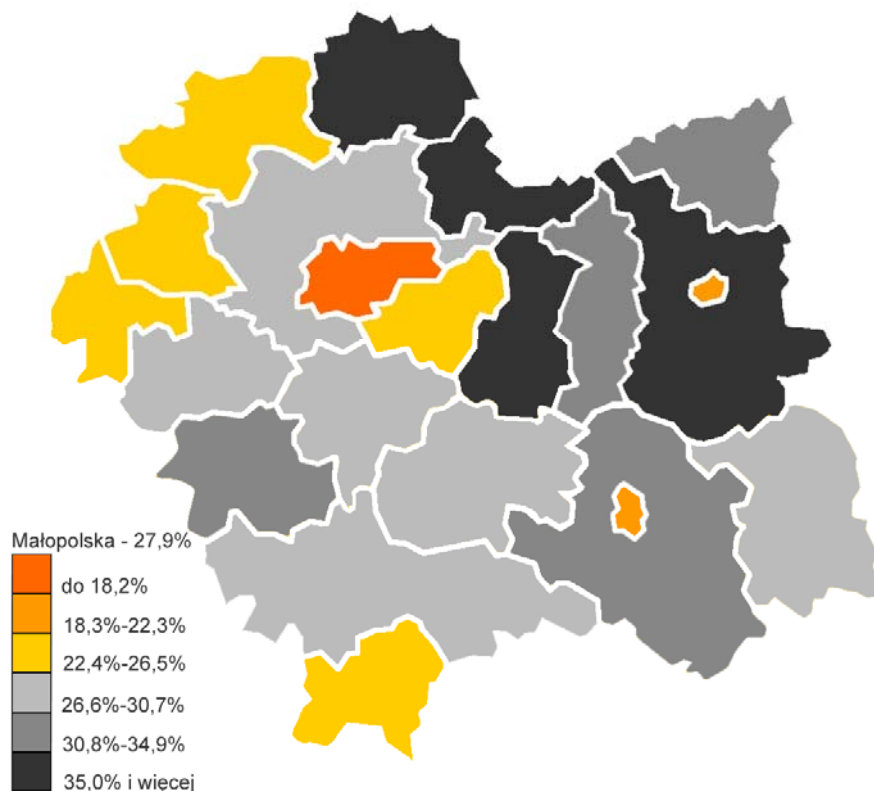 Małopolska - 27,9%
do 18,2%
18,3%-22,3%
22,4%-26,5%
26,6%-30,7%
30,8%-34,9%
35,0% i więcej